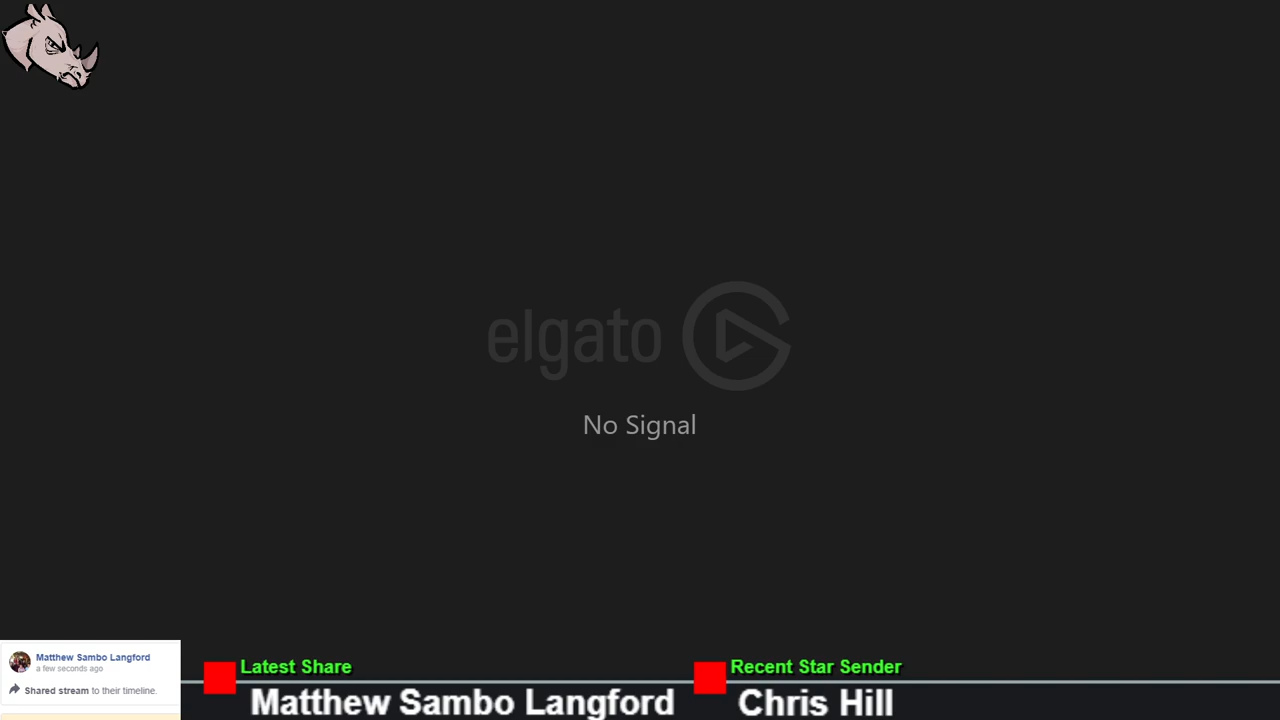 elgato
No Signal
Matthew Sambo Langford
a few seconds ago
Shared stream to their timeline.
Latest Share
Matthew Sambo Langford
Recent Star Sender
Chris Hill